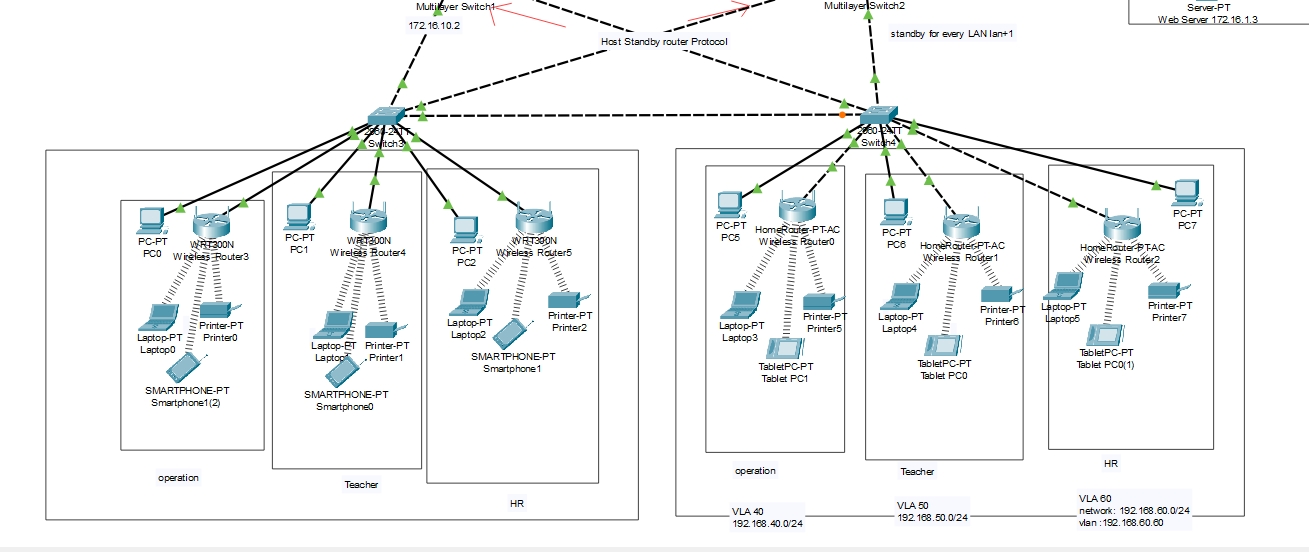 Multilayer Switch1
172.16.10.2
Host Standby router Protocol
Multilayer Switch2
standby for every LAN lan+1
Server-PT
Web Server 172.16.1.3
2960-24TT
Switch3
2960-24TT
Switch4
PC-PT
PC0
WRT300N
Wireless Router3
PC-PT
PC1
WRT300N
Wireless Router4
PC-PT
PC2
WRT300N
Wireless Router5
Laptop-PT
Laptop0
Printer-PT
Printer0
SMARTPHONE-PT
Smartphone1(2)
Laptop-PT
Printer-PT
Printer1
SMARTPHONE-PT
Smartphone0
Laptop-PT
Laptop2
Printer-PT
Printer2
SMARTPHONE-PT
Smartphone1
operation
Teacher
HR
PC-PT
PC5
HomeRouter-PT-AC
Wireless Router0
PC-PT
PC6
HomeRouter-PT-AC
Wireless Router1
HomeRouter-PT-AC
Wireless Router2
PC-PT
PC7
Laptop-PT
Laptop3
Printer-PT
Printer5
TabletPC-PT
Tablet PC1
Laptop-PT
Laptop4
Printer-PT
Printer6
TabletPC-PT
Tablet PC0
Laptop-PT
Laptop5
Printer-PT
Printer7
TabletPC-PT
Tablet PC0(1)
operation
Teacher
HR
VLA 40
192.168.40.0/24
VLA 50
192.168.50.0/24
VLA 60
network: 192.168.60.0/24
vlan :192.168.60.60